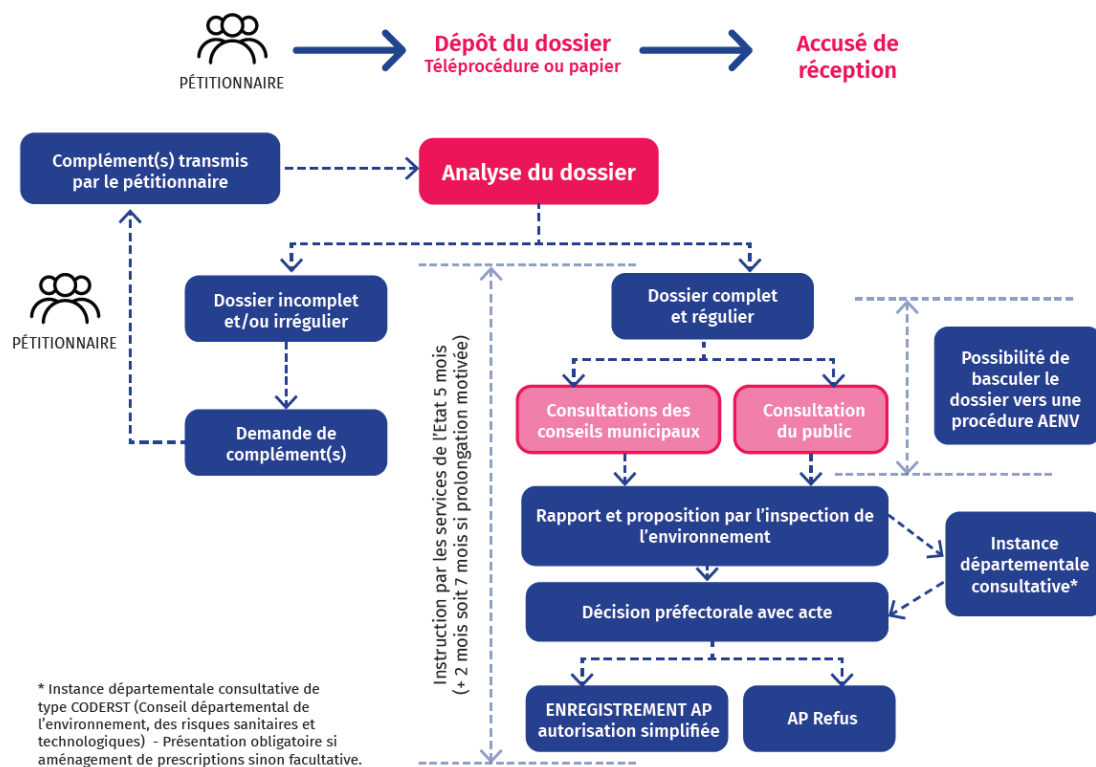 PÉTITIONNAIRE
Dépôt du dossier
Téléprocédure ou papier
Accusé de
réception
Complément(s) transmis
par le pétitionnaire
Analyse du dossier
PÉTITIONNAIRE
Dossier incomplet
et/ou irrégulier
Demande de
complément(s)
Instruction par les services de l'Etat 5 mois
(+ 2 mois soit 7 mois si prolongation motivée)
Dossier complet
et régulier
Consultations des
conseils municipaux
Consultation
du public
Possibilité de
basculer le
dossier vers une
procédure AENV
Rapport et proposition par l'inspection de
l'environnement
Instance
départementale
consultative*
Décision préfectorale avec acte
ENREGISTREMENT AP
autorisation simplifiée
AP Refus
* Instance départementale consultative de
type CODERST (Conseil départemental de
l'environnement, des risques sanitaires et
technologiques) - Présentation obligatoire si
aménagement de prescriptions sinon facultative.